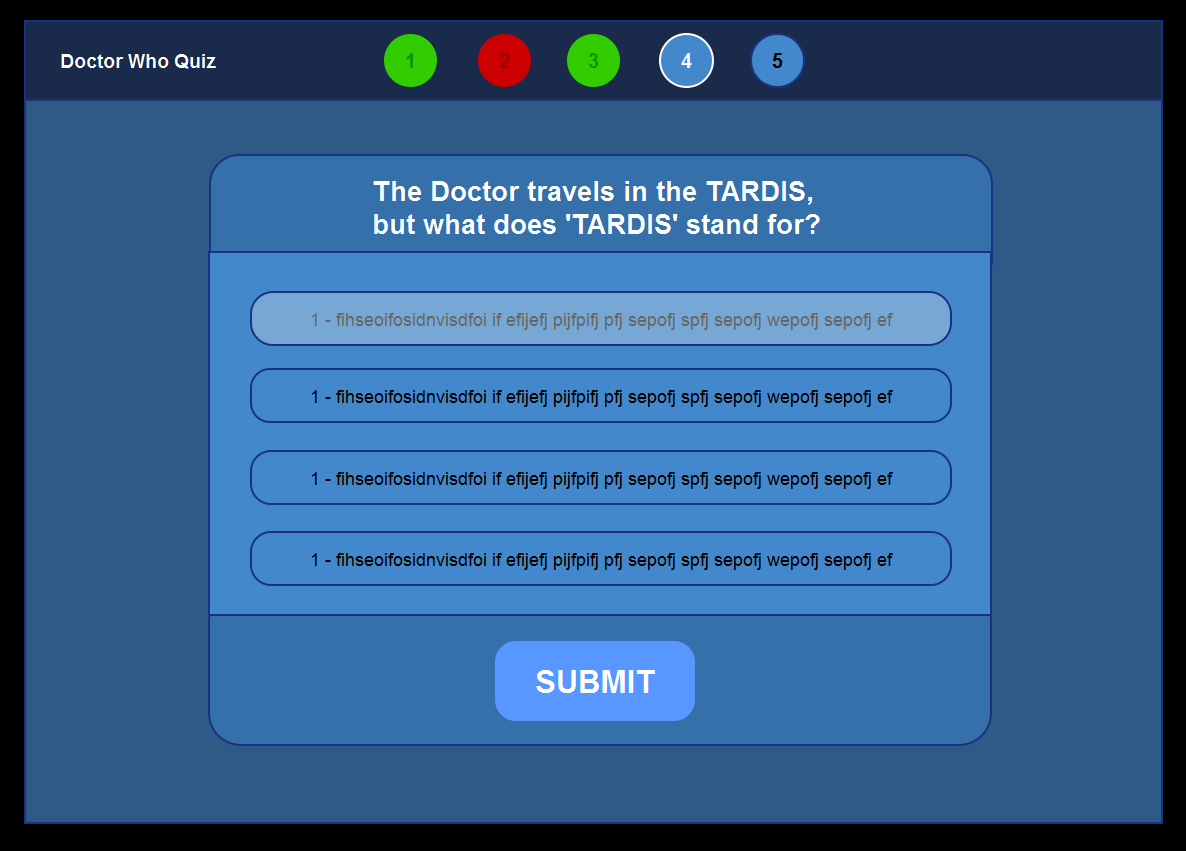 Doctor Who Quiz
1
2
3
4
5
The Doctor travels in the TARDIS,
but what does 'TARDIS' stand for?
1 - fihseoifosidnvisdfoi if efijefj pijfpifj pfj sepofj spfj sepofj wepofj sepofj ef
1 - fihseoifosidnvisdfoi if efijefj pijfpifj pfj sepofj spfj sepofj wepofj sepofj ef
1 - fihseoifosidnvisdfoi if efijefj pijfpifj pfj sepofj spfj sepofj wepofj sepofj ef
1 - fihseoifosidnvisdfoi if efijefj pijfpifj pfj sepofj spfj sepofj wepofj sepofj ef
SUBMIT